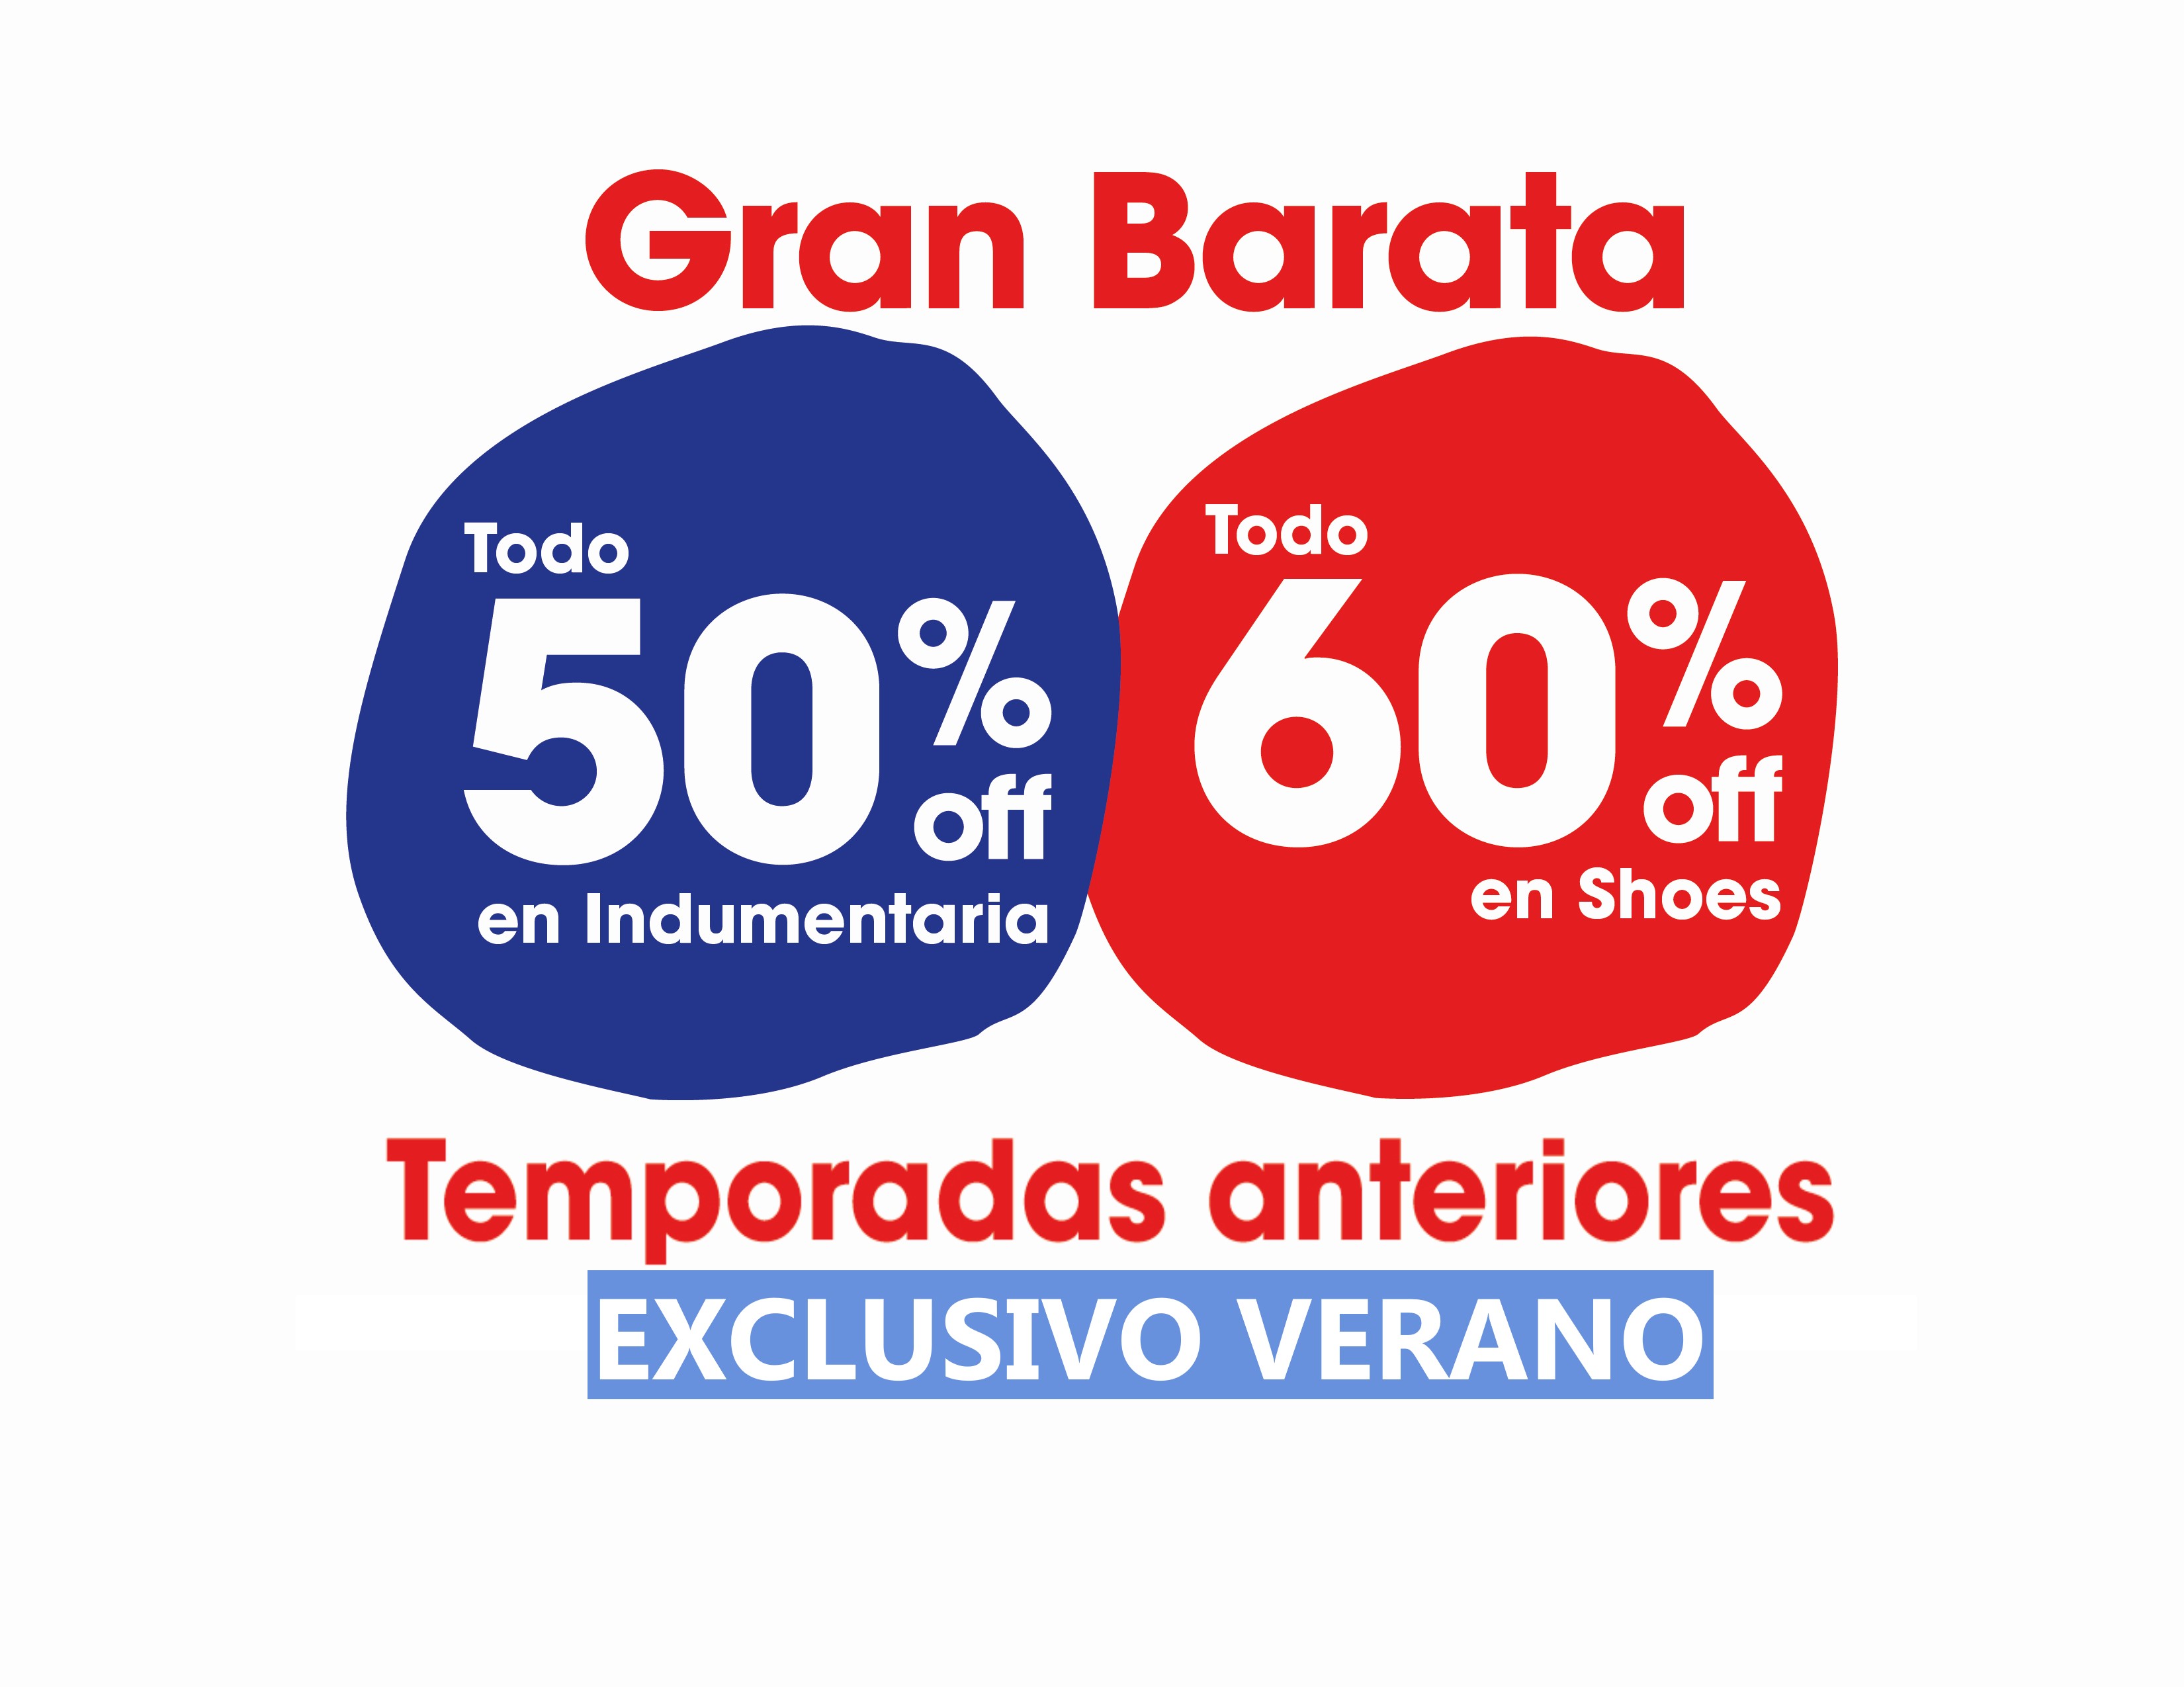 Gran Barata
Todo
50%
off
en Indumentaria
Todo
60%
off
en Shoes
Temporadas anteriores
EXCLUSIVO VERANO